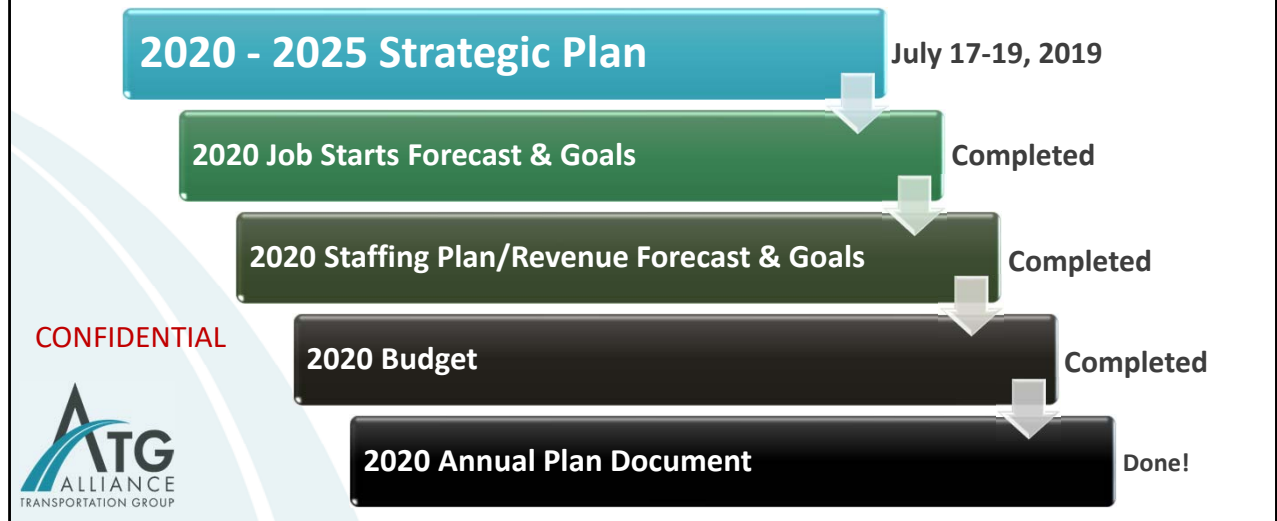 2020 - 2025 Strategic Plan
July 17-19, 2019
2020 Job Starts Forecast & Goals
Completed
2020 Staffing Plan/Revenue Forecast & Goals
Completed
CONFIDENTIAL
2020 Budget
Completed
2020 Annual Plan Document
Done!
ATG
ALLIANCE
TRANSPORTATION GROUP